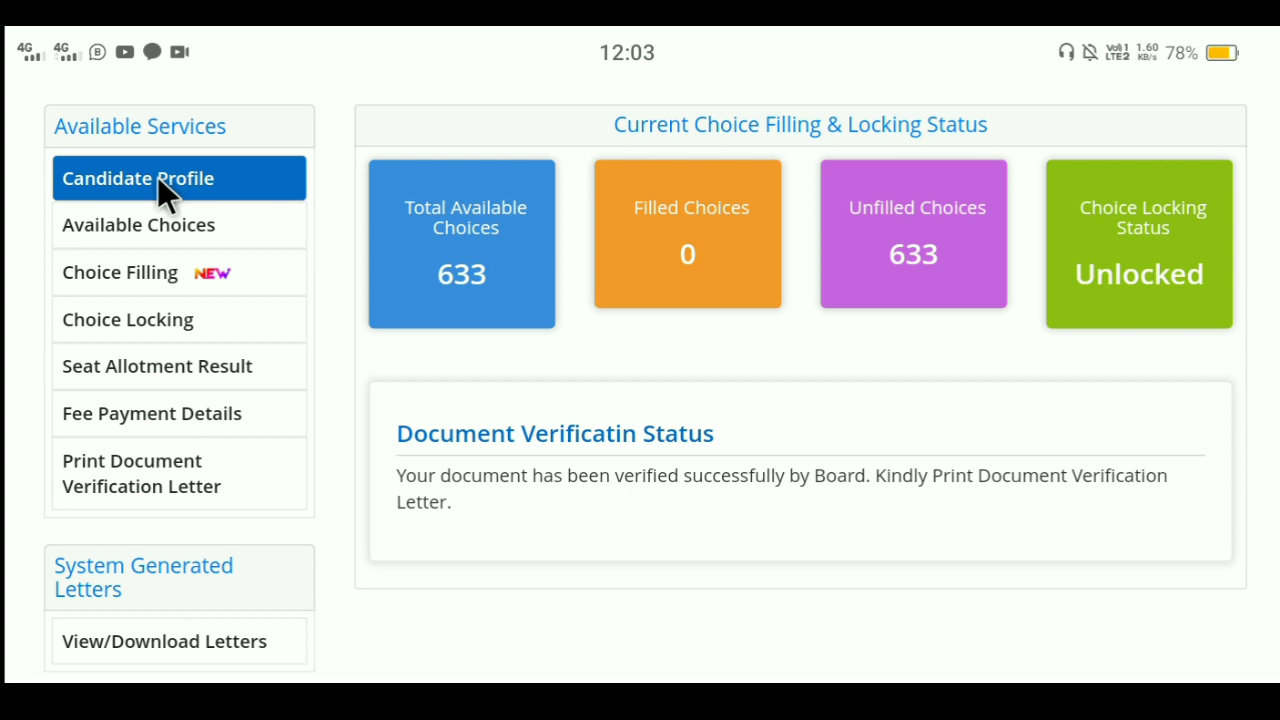 4G 4G 12:03 1.60 KB/s 78%
Available Services
Candidate Profile
Available Choices
Choice Filling NEW
Choice Locking
Seat Allotment Result
Fee Payment Details
Print Document
Verification Letter
System Generated
Letters
View/Download Letters
Current Choice Filling & Locking Status
Total Available
Choices
633
Filled Choices
0
Unfilled Choices
633
Choice Locking
Status
Unlocked
Document Verificatin Status
Your document has been verified successfully by Board. Kindly Print Document Verification
Letter.